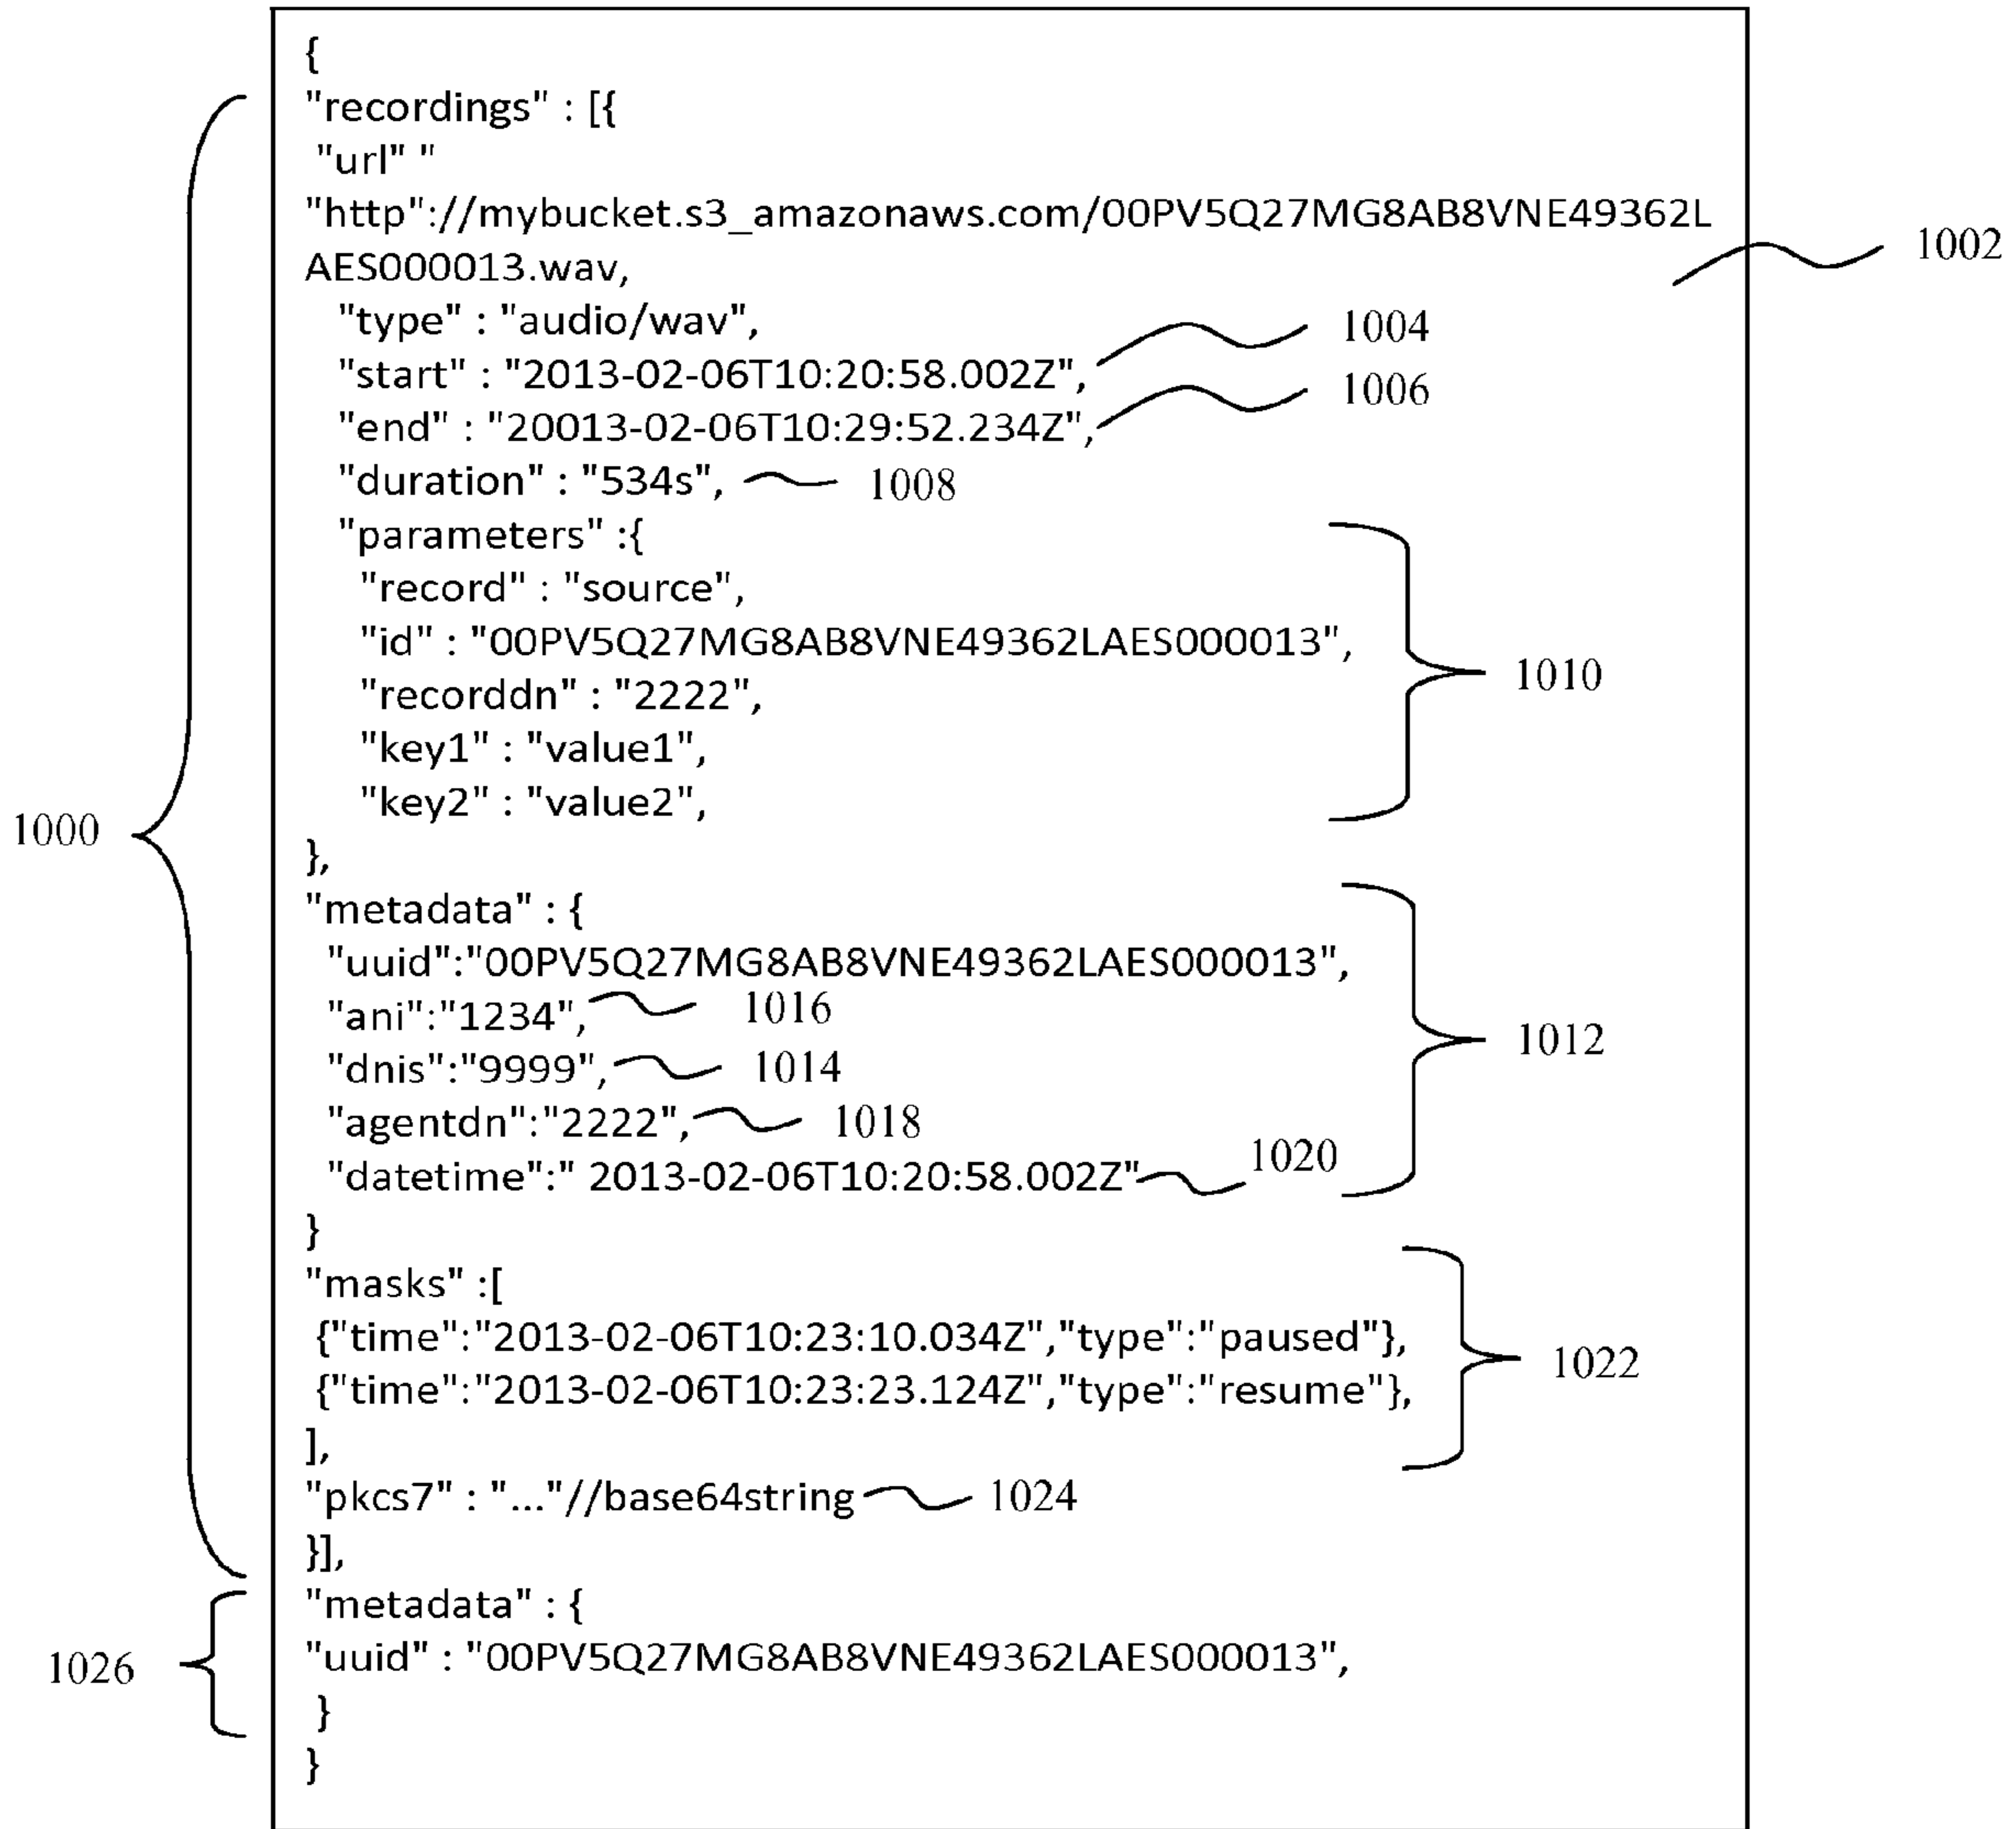 {
"recordings" : [{
"url" "
"http"://mybucket.s3_amazonaws.com/00PV5Q27MG8AB8VNE49362L
AES000013.wav,
1002
"type" : "audio/wav",
1004
"start" : "2013-02-06T10:20:58.002Z",
1006
"end" : "20013-02-06T10:29:52.234Z",
"duration" : "534s", 1008
"parameters" :{
"record" : "source",
"id" : "00PV5Q27MG8AB8VNE49362LAES000013",
1010
"recorddn" : "2222",
"key1" : "value1",
"key2" : "value2",
1000
},
"metadata" : {
"uuid":"00PV5Q27MG8AB8VNE49362LAES000013",
"ani":"1234", 1016
1012
"dnis":"9999", 1014
"agentdn":"2222", 1018
"datetime":" 2013-02-06T10:20:58.002Z" 1020
}
"masks" :[
{"time":"2013-02-06T10:23:10.034Z","type":"paused"},
1022
{"time":"2013-02-06T10:23:23.124Z","type":"resume"},
],
"pkcs7" : "..."//base64string 1024
}],
"metadata" : {
1026
"uuid" : "00PV5Q27MG8AB8VNE49362LAES000013",
}
}